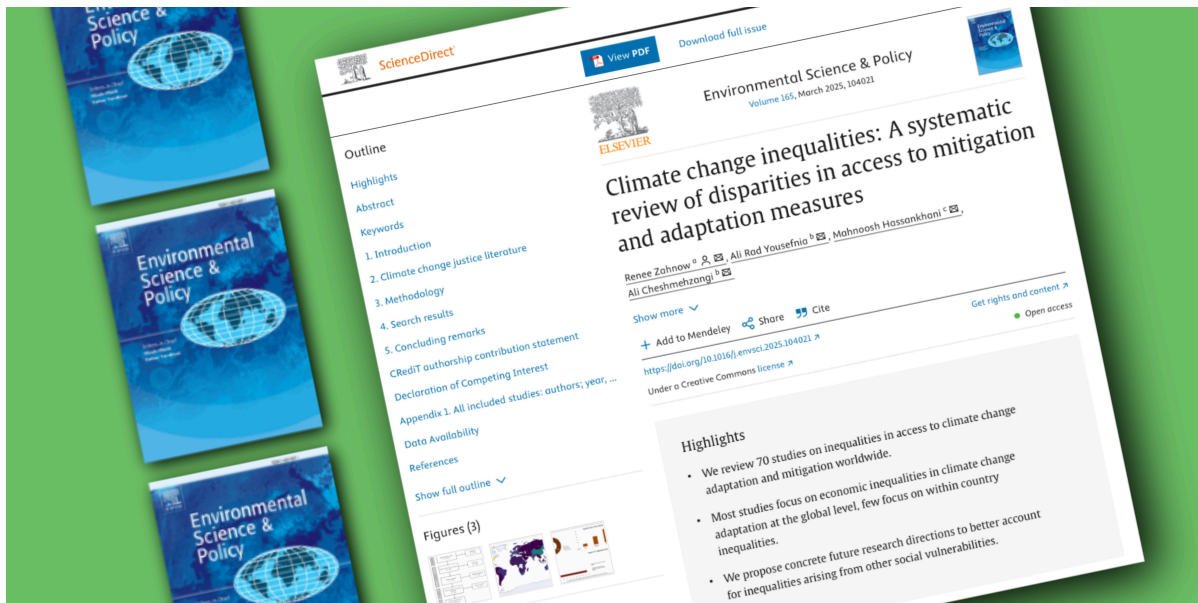 Science &
Policy
Environmental
Science &
Policy
Environmental
Science &
Policy
ScienceDirect
View PDF
Download full issue
Outline
Highlights
Abstract
Keywords
1. Introduction
2. Climate change justice literature
3. Methodology
4. Search results
5. Concluding remarks
CRediT authorship contribution statement
Declaration of Competing Interest
Appendix 1. All included studies: authors; year, ...
Data Availability
References
Show full outline
Figures (3)
ELSEVIER
Environmental Science & Policy
Volume 165, March 2025, 104021
Climate change inequalities: A systematic
review of disparities in access to mitigation
and adaptation measures
Renee Zahnow a, Ali Rad Yousefnia b, Mahnoosh Hassankhani c,
Ali Cheshmehzangi b
Show more
Add to Mendeley Share Cite
https://doi.org/10.1016/j.envsci.2025.104021
Get rights and content
Under a Creative Commons license
Open access
Highlights
• We review 70 studies on inequalities in access to climate change
adaptation and mitigation worldwide.
• Most studies focus on economic inequalities in climate change
adaptation at the global level, few focus on within country
inequalities.
• We propose concrete future research directions to better account
for inequalities arising from other social vulnerabilities.